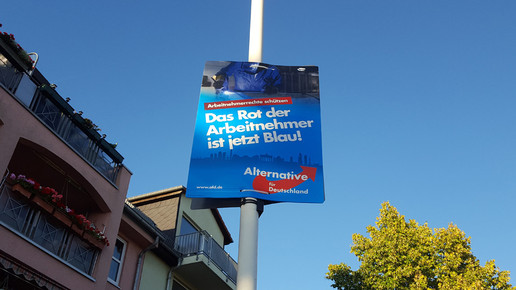 Arbeitnehmerrechte schützen
Das Rot der
Arbeitnehmer
ist jetzt Blau!
Alternative
für
Deutschland
www.afd.de